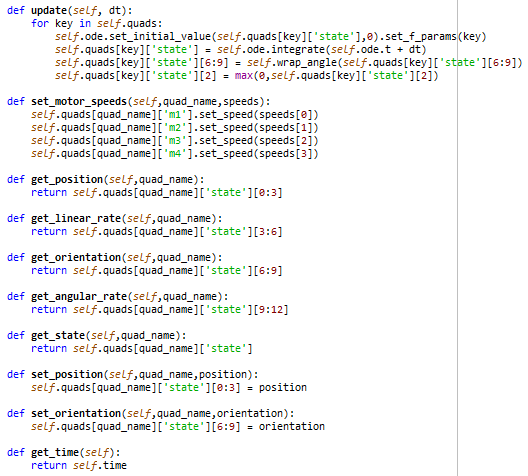 def update(self, dt):
    for key in self.quads:
        self.ode.set_initial_value(self.quads[key]['state'],0).set_f_params(key)
        self.quads[key]['state'] = self.ode.integrate(self.ode.t + dt)
        self.quads[key]['state'][6:9] = self.wrap_angle(self.quads[key]['state'][6:9])
        self.quads[key]['state'][2] = max(0,self.quads[key]['state'][2])
def set_motor_speeds(self,quad_name,speeds):
    self.quads[quad_name]['m1'].set_speed(speeds[0])
    self.quads[quad_name]['m2'].set_speed(speeds[1])
    self.quads[quad_name]['m3'].set_speed(speeds[2])
    self.quads[quad_name]['m4'].set_speed(speeds[3])
def get_position(self,quad_name):
    return self.quads[quad_name]['state'][0:3]
def get_linear_rate(self,quad_name):
    return self.quads[quad_name]['state'][3:6]
def get_orientation(self,quad_name):
    return self.quads[quad_name]['state'][6:9]
def get_angular_rate(self,quad_name):
    return self.quads[quad_name]['state'][9:12]
def get_state(self,quad_name):
    return self.quads[quad_name]['state']
def set_position(self,quad_name,position):
    self.quads[quad_name]['state'][0:3] = position
def set_orientation(self,quad_name,orientation):
    self.quads[quad_name]['state'][6:9] = orientation
def get_time(self):
    return self.time